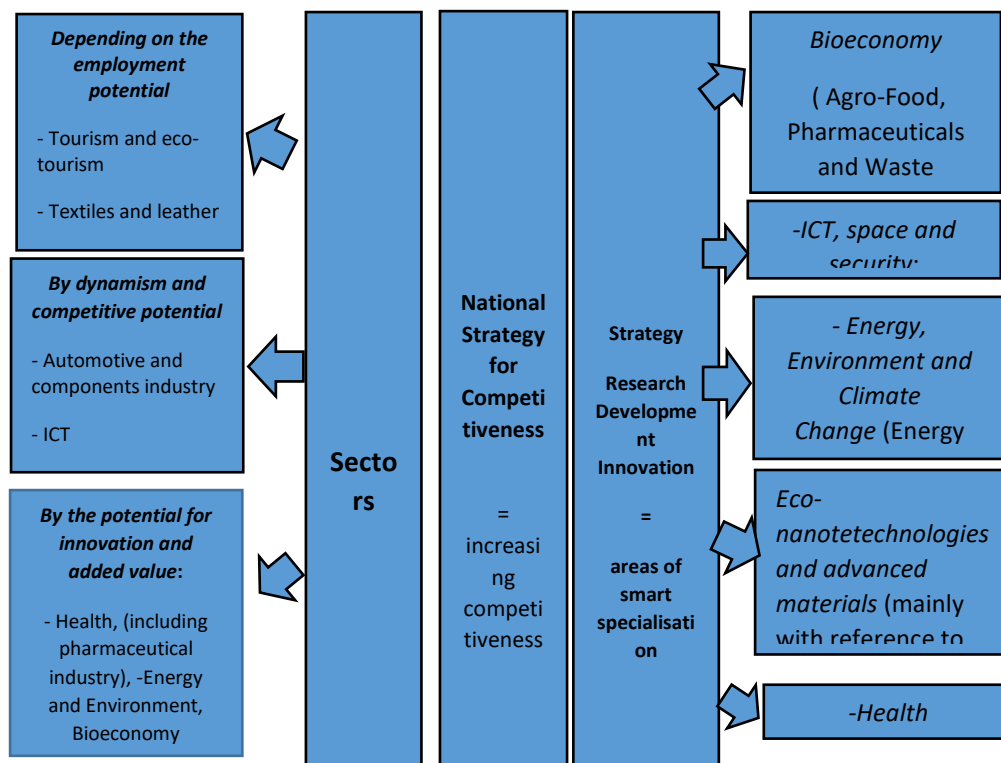 Depending on the
employment
potential
- Tourism and eco-
tourism
- Textiles and leather
By dynamism and
competitive potential
- Automotive and
components industry
- ICT
By the potential for
innovation and
added value:
- Health, (including
pharmaceutical
industry), -Energy
and Environment,
Bioeconomy
Secto
rs
National
Strategy
for
Competi
tiveness
=
increasi
ng
competi
tiveness
Strategy
Research
Developme
nt
Innovation
=
areas of
smart
specialisati
on
Bioeconomy
( Agro-Food,
Pharmaceuticals
and Waste
-ICT, space and
security;
- Energy,
Environment and
Climate
Change (Energy
Eco-
nanotetechnologies
and advanced
materials (mainly
with reference to
-Health